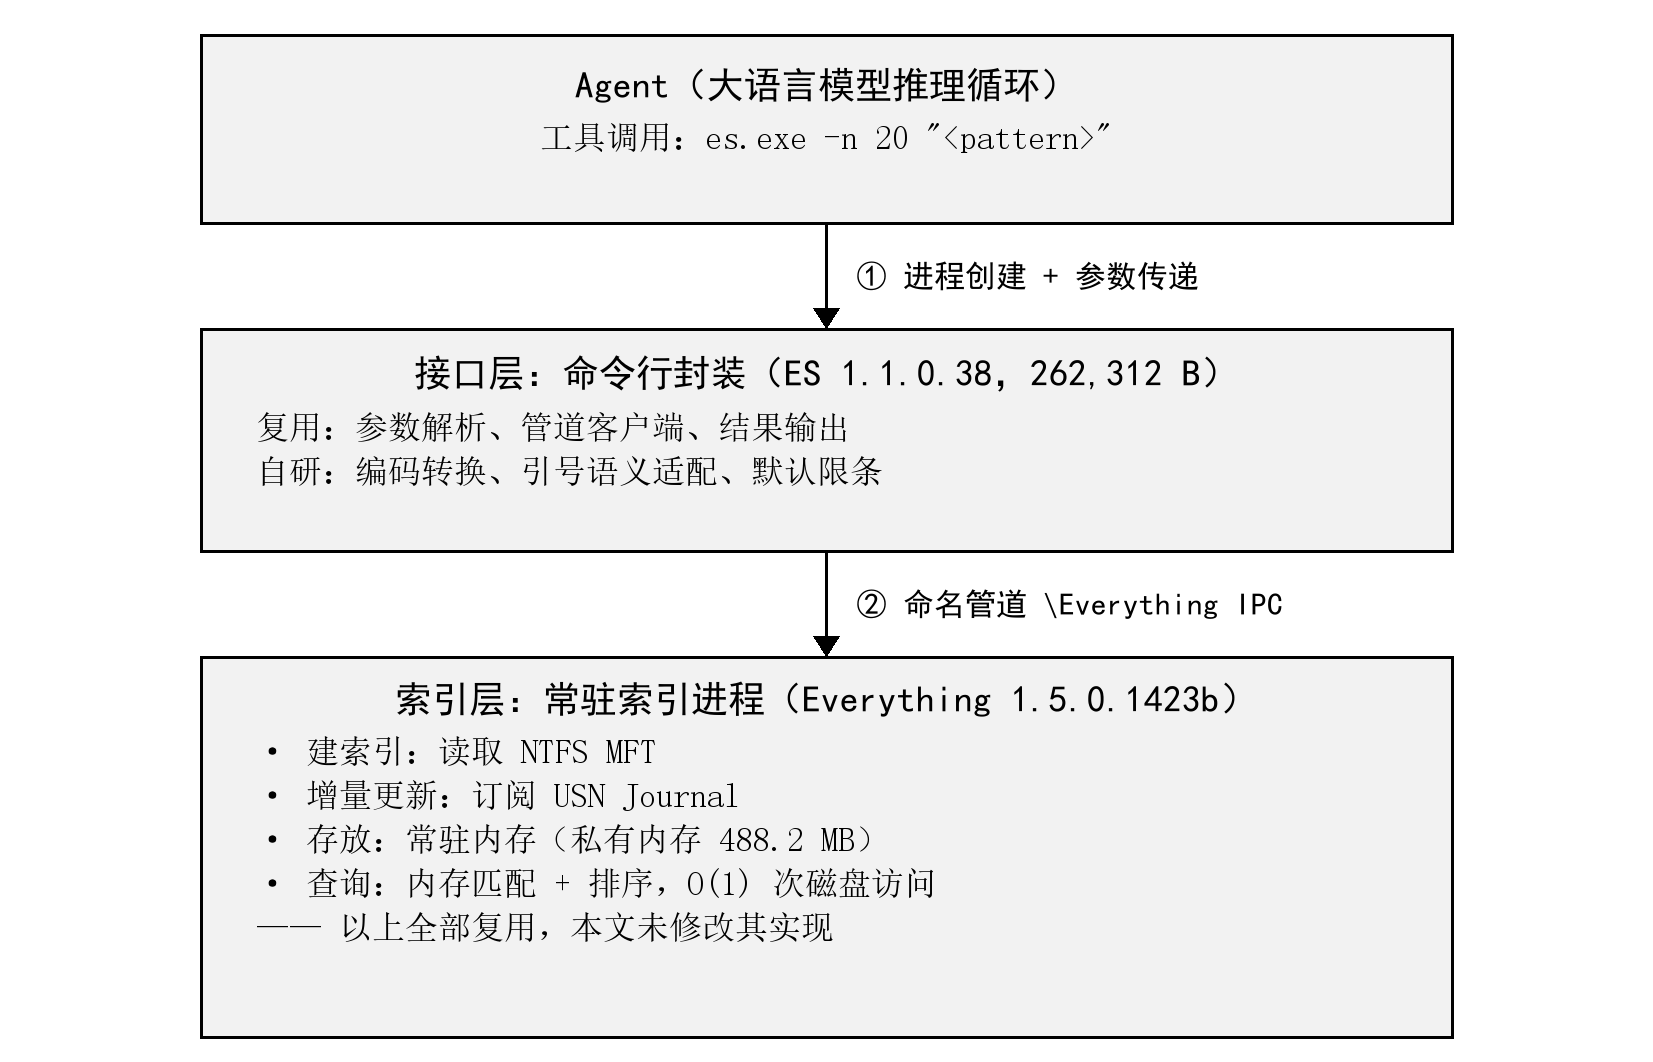 Agent（大语言模型推理循环）
工具调用：es.exe -n 20 "<pattern>"
① 进程创建 + 参数传递
接口层：命令行封装（ES 1.1.0.38，262,312 B）
复用：参数解析、管道客户端、结果输出
自研：编码转换、引号语义适配、默认限条
② 命名管道 \Everything IPC
索引层：常驻索引进程（Everything 1.5.0.1423b）
• 建索引：读取 NTFS MFT
• 增量更新：订阅 USN Journal
• 存放：常驻内存（私有内存 488.2 MB）
• 查询：内存匹配 + 排序，O(1) 次磁盘访问
—— 以上全部复用，本文未修改其实现